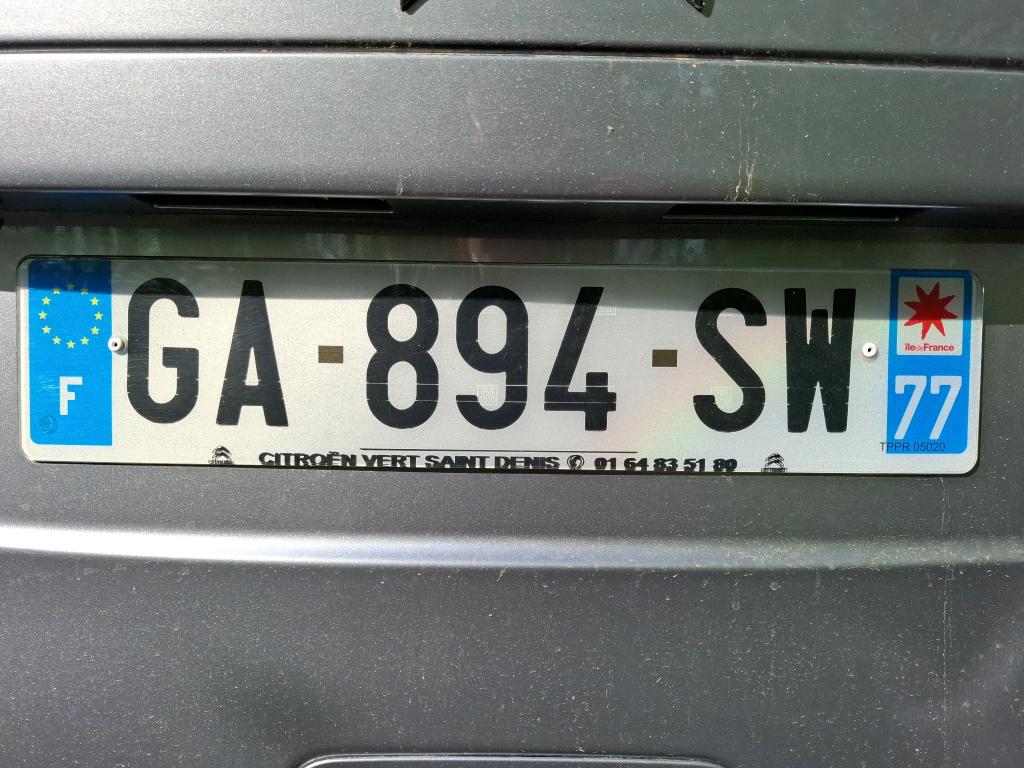 F
GA-894-SW
îledeFrance
77
TPPR 05020
CITROËN VERT SAINT DENIS ✆ 01 64 83 51 80